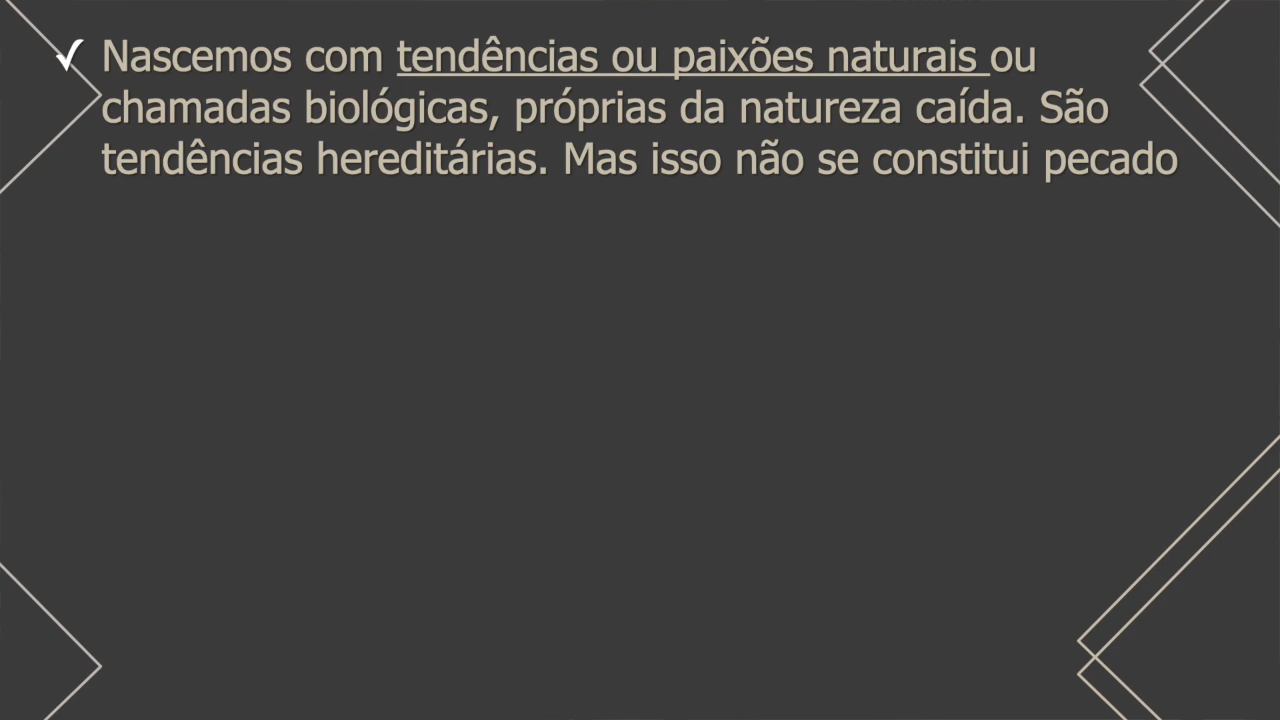 ✓ Nascemos com tendências ou paixões naturais ou
chamadas biológicas, próprias da natureza caída. São
tendências hereditárias. Mas isso não se constitui pecado